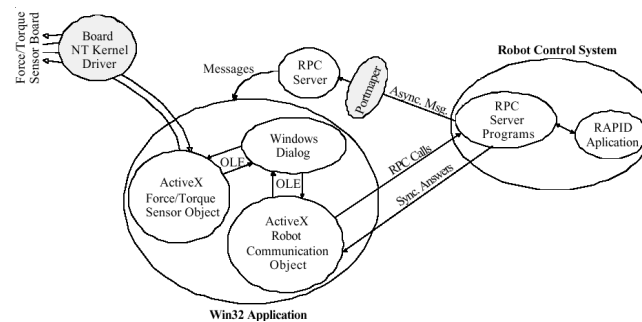 Force/Torque
Sensor Board
Board
NT Kernel
Driver
Messages
RPC
Server
Portmaper
Async. Msg.
Robot Control System
RPC
Server
Programs
RAPID
Aplication
Windows
Dialog
OLE
OLE
ActiveX
Force/Torque
Sensor Object
ActiveX
Robot
Communication
Object
RPC Calls
Sync. Answers
Win32 Application